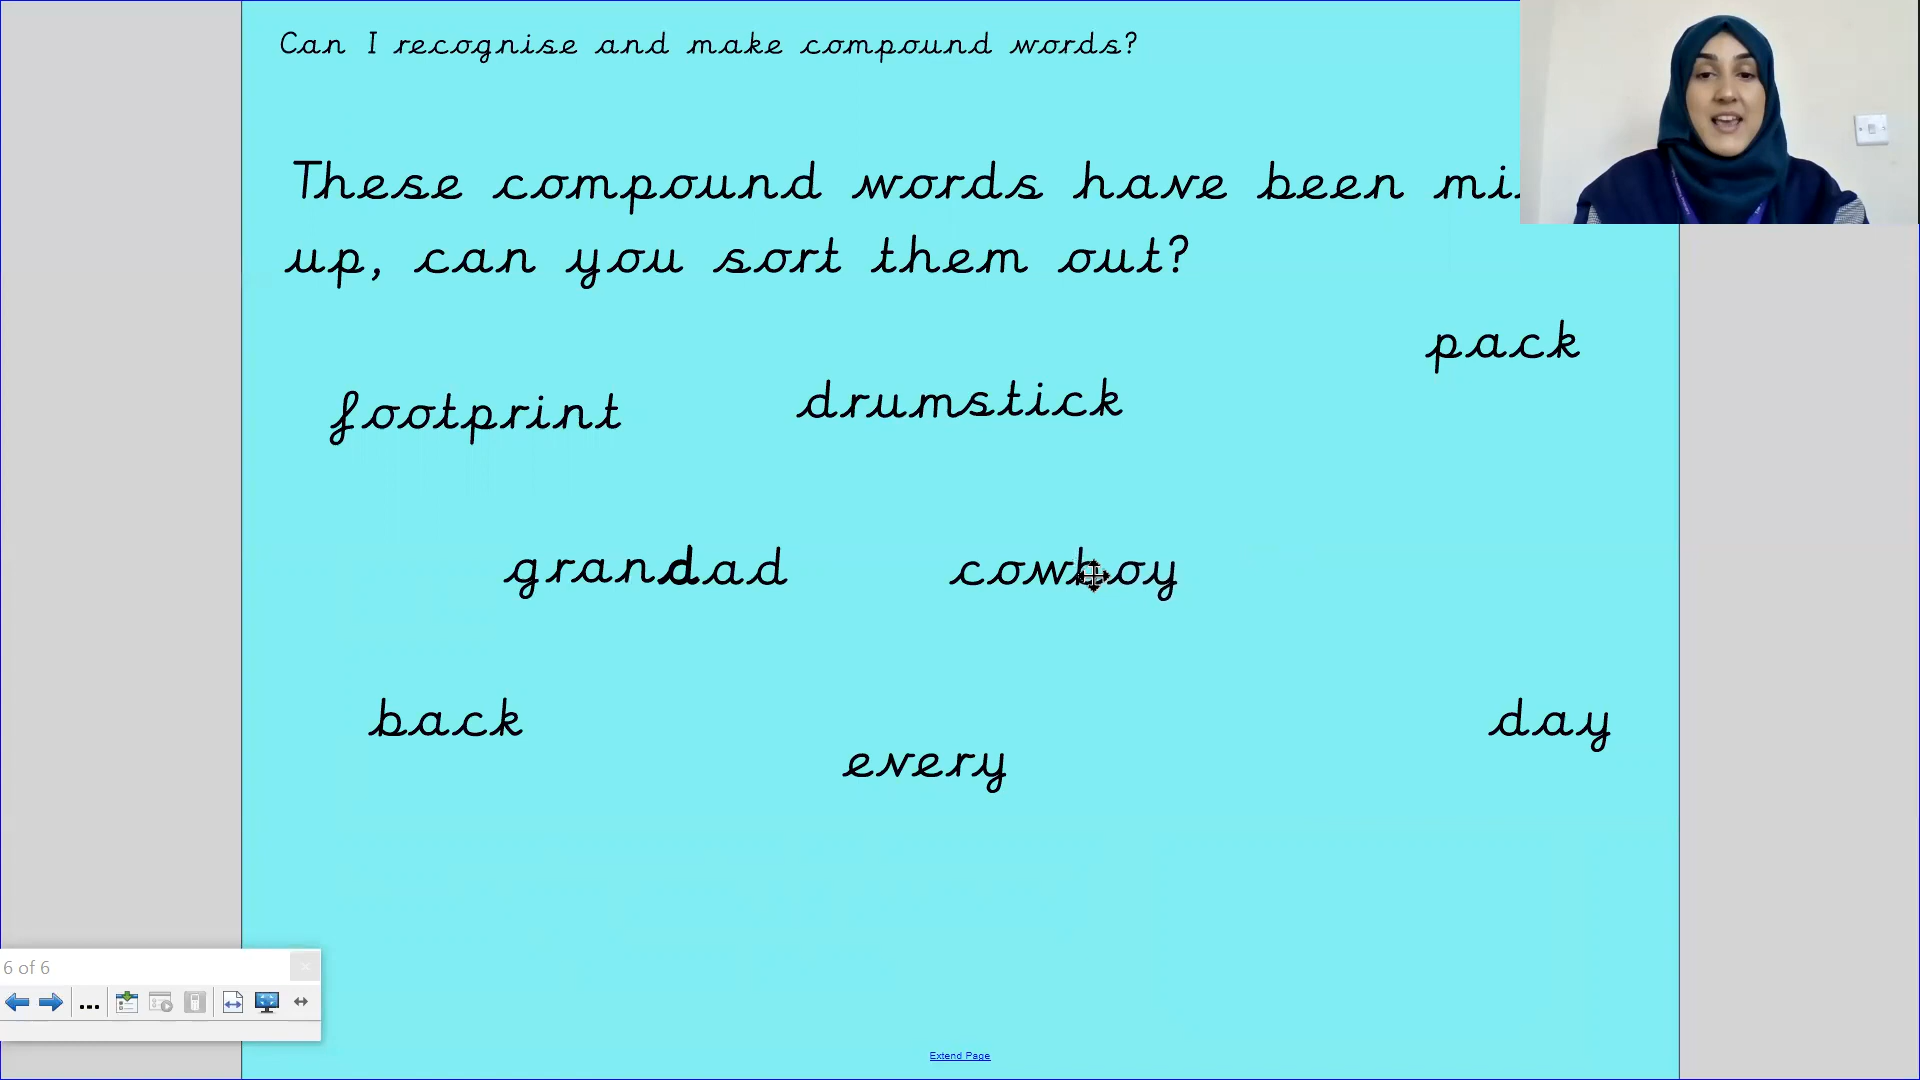 Can I recognise and make compound words?
These compound words have been
up, can you sort them out?
pack
footprint drumstick
grandad cowboy
back day
every
6 of 6
Extend Page